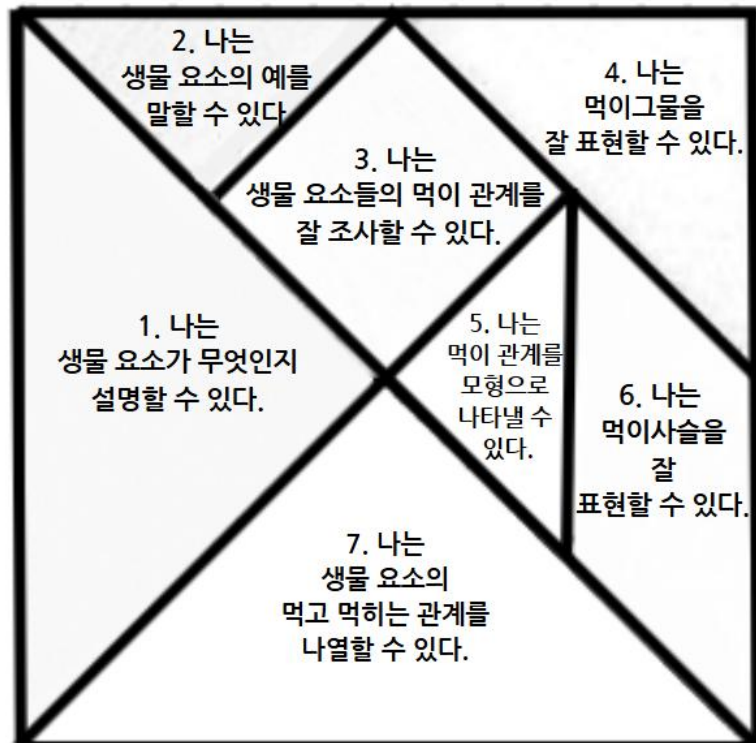 1. 나는
생물 요소가 무엇인지
설명할 수 있다.
2. 나는
생물 요소의 예를
말할 수 있다
3. 나는
생물 요소들의 먹이 관계를
잘 조사할 수 있다.
4. 나는
먹이그물을
잘 표현할 수 있다.
5. 나는
먹이 관계를
모형으로
나타낼 수
있다.
6. 나는
먹이사슬을
잘
표현할 수 있다.
7. 나는
생물 요소의
먹고 먹히는 관계를
나열할 수 있다.